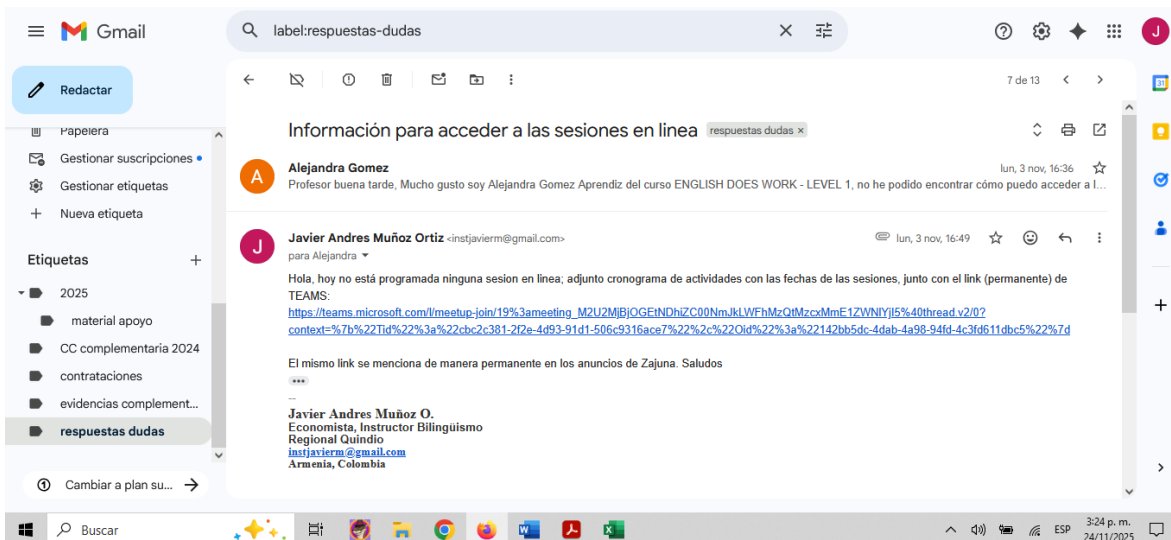 Gmail
label:respuestas-dudas
J
Redactar
7 de 13
31
Papelera
Gestionar suscripciones
Gestionar etiquetas
Nueva etiqueta
Etiquetas
2025
material apoyo
CC complementaria 2024
contrataciones
evidencias complement...
respuestas dudas
Cambiar a plan su...
Información para acceder a las sesiones en linea respuestas dudas ×
A
Alejandra Gomez lun, 3 nov, 16:36
Profesor buena tarde, Mucho gusto soy Alejandra Gomez Aprendiz del curso ENGLISH DOES WORK - LEVEL 1, no he podido encontrar cómo puedo acceder a l...
J
Javier Andres Muñoz Ortiz <instjavierm@gmail.com> lun, 3 nov, 16:49
para Alejandra
Hola, hoy no está programada ninguna sesion en linea; adjunto cronograma de actividades con las fechas de las sesiones, junto con el link (permanente) de
TEAMS:
https://teams.microsoft.com/l/meetup-join/19%3ameeting_M2U2MjBjOGEtNDhiZC00NmJkLWFhMzQtMzcxMmE1ZWNlYjI5%40thread.v2/0?
context=%7b%22Tid%22%3a%22cbc2c381-2f2e-4d93-91d1-506c9316ace7%22%2c%22Oid%22%3a%22142bb5dc-4dab-4a98-94fd-4c3fd611dbc5%22%7d
El mismo link se menciona de manera permanente en los anuncios de Zajuna. Saludos
--
Javier Andres Muñoz O.
Economista, Instructor Bilingüismo
Regional Quindio
instjavierm@gmail.com
Armenia, Colombia
Buscar
ESP
3:24 p. m.
24/11/2025